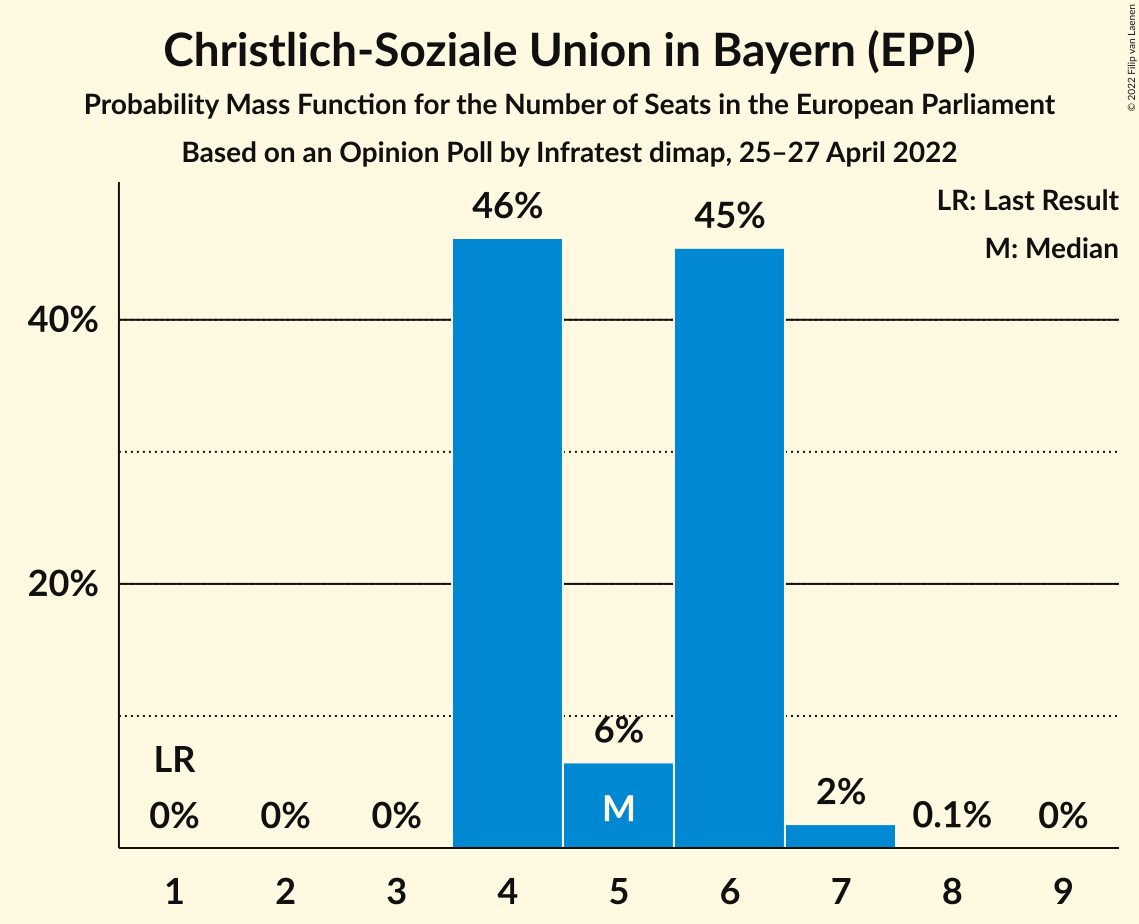 Christlich-Soziale Union in Bayern (EPP)
Probability Mass Function for the Number of Seats in the European Parliament
Based on an Opinion Poll by Infratest dimap, 25–27 April 2022
© 2022 Filip van Laenen
LR: Last Result
M: Median
46%
45%
40%
20%
6%
LR
M
2%
0%
0%
0%
0.1%
0%
1
2
3
4
5
6
7
8
9